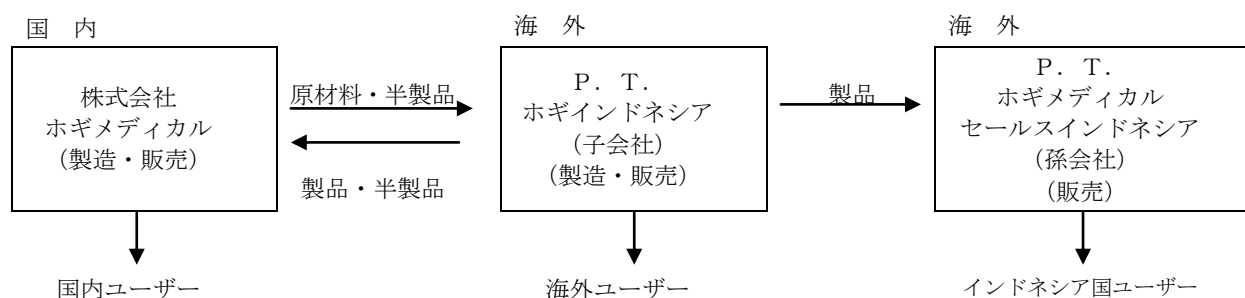 国　内
株式会社
ホギメディカル
（製造・販売）
国内ユーザー
原材料・半製品
製品・半製品
海　外
Ｐ．Ｔ．
ホギインドネシア
（子会社）
（製造・販売）
海外ユーザー
製品
海　外
Ｐ．Ｔ．
ホギメディカル
セールスインドネシア
（孫会社）
（販売）
インドネシア国ユーザー